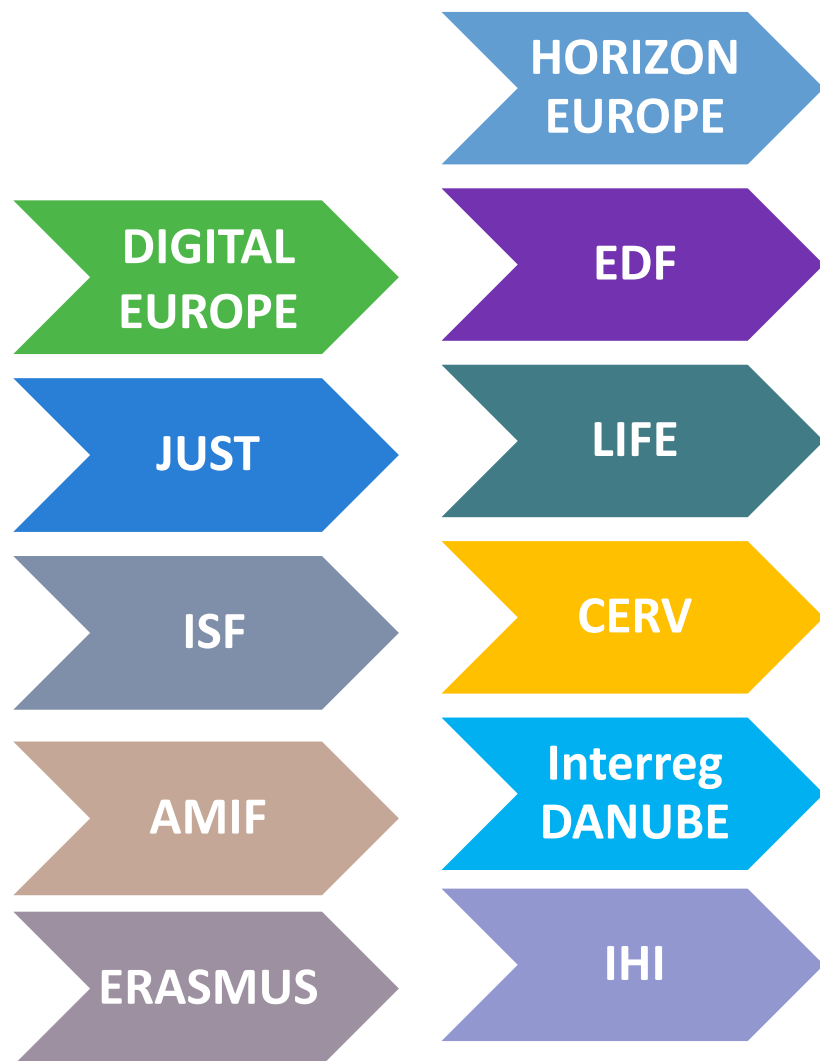 HORIZON
EUROPE
DIGITAL
EUROPE
EDF
JUST
LIFE
ISF
CERV
AMIF
Interreg
DANUBE
ERASMUS
IHI